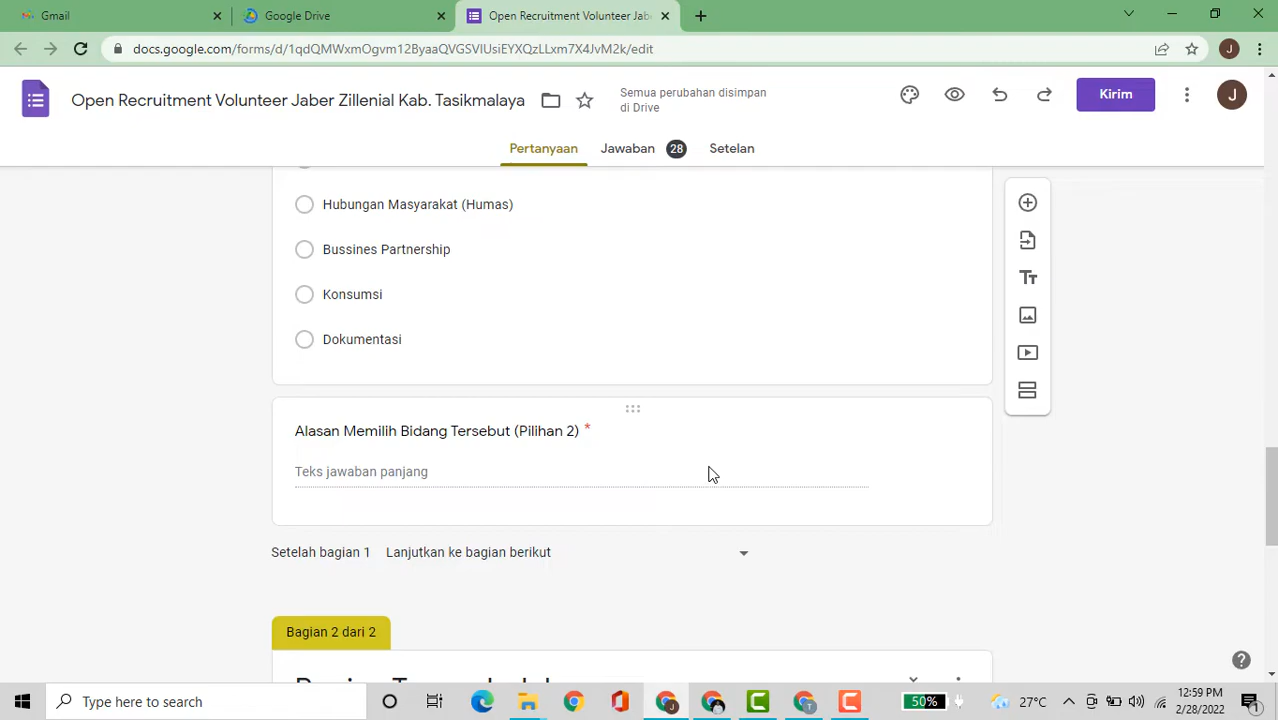 Gmail
Google Drive
Open Recruitment Volunteer Jabe
docs.google.com/forms/d/1qdQMWxmOgvm12ByaaQVGSVlUsiEYXQzLLxm7X4JvM2k/edit
J
Open Recruitment Volunteer Jaber Zillenial Kab. Tasikmalaya
Semua perubahan disimpan
di Drive
Kirim
J
Pertanyaan
Jawaban 28
Setelan
Hubungan Masyarakat (Humas)
Bussines Partnership
Konsumsi
Dokumentasi
Tт
Alasan Memilih Bidang Tersebut (Pilihan 2) *
Teks jawaban panjang
Setelah bagian 1 Lanjutkan ke bagian berikut
Bagian 2 dari 2
Type here to search
50%
27°C
12:59 PM
2/28/2022